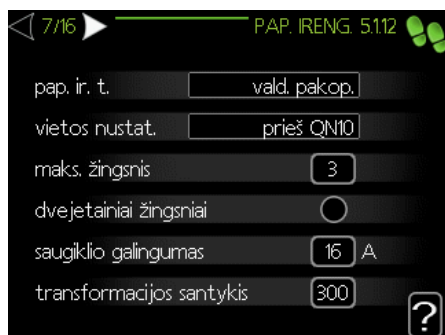 7/16 PAP. IRENG. 5.1.12
pap. ir. t. vald. pakop.
vietos nustat. prieš QN10
maks. žingsnis 3
dvejetainiai žingsniai
saugiklio galingumas 16 A
transformacijos santykis 300
?